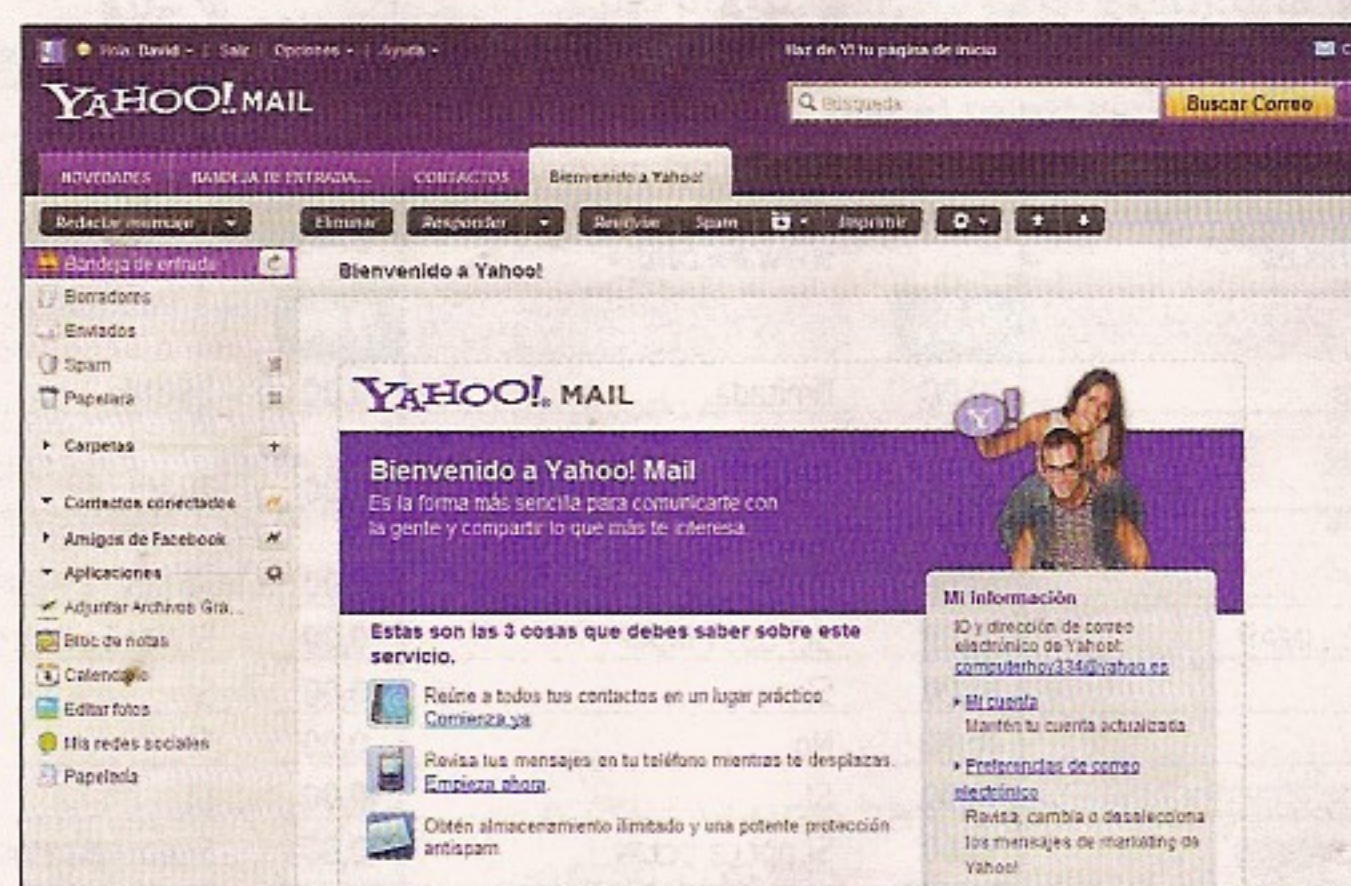 Hola David | Salir | Opciones | Ayuda
Haz de Y! tu página de inicio
YAHOO! MAIL
Búsqueda
Buscar Correo
NOVEDADES BANDEJA DE ENTRADA... CONTACTOS Bienvenido a Yahoo!
Redactar mensaje Eliminar Responder Reenviar Spam Imprimir
Bandeja de entrada
Borradores
Enviados
Spam
Papelera
Carpetas
Contactos conectados
Amigos de Facebook
Aplicaciones
Adjuntar Archivos Gra...
Bloc de notas
Calendario
Editar fotos
Mis redes sociales
Bienvenido a Yahoo!
YAHOO! MAIL
Bienvenido a Yahoo! Mail
Es la forma más sencilla para comunicarte con
la gente y compartir lo que más te interesa.
Estas son las 3 cosas que debes saber sobre este
servicio.
Reúne a todos tus contactos en un lugar práctico.
Comienza ya
Revisa tus mensajes en tu teléfono mientras te desplazas.
Empieza ahora.
Obtén almacenamiento ilimitado y una potente protección
antispam
Mi información
ID y dirección de correo
electrónico de Yahoo!:
computerhoy334@yahoo.es
Mi cuenta
Mantén tu cuenta actualizada
Preferencias de correo
electrónico
Revisa, cambia o deselecciona
los mensajes de marketing de
Yahoo!